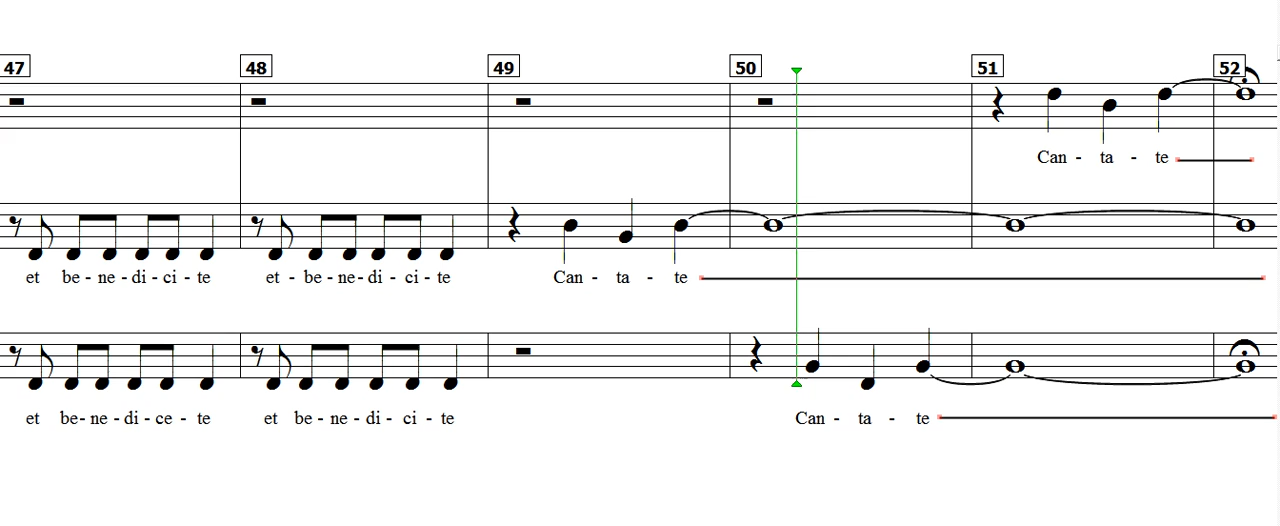 47 48 49 50 51 52
Can - ta - te
et be - ne - di - ci - te et - be - ne - di - ci - te Can - ta - te
et be - ne - di - ce - te et be - ne - di - ci - te Can - ta - te